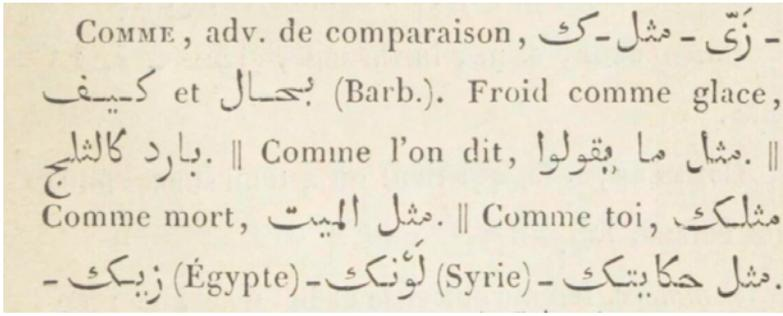 COMME, adv. de comparaison, ك - مثل - زَىّ -
كيف et بحال (Barb.). Froid comme glace,
بارد كالثلج. || Comme l'on dit, مثل ما يقولوا. ||
Comme mort, مثل الميت. || Comme toi, مثلك
- زيك (Égypte) - لَوْنك (Syrie) - مثل حكايتك.